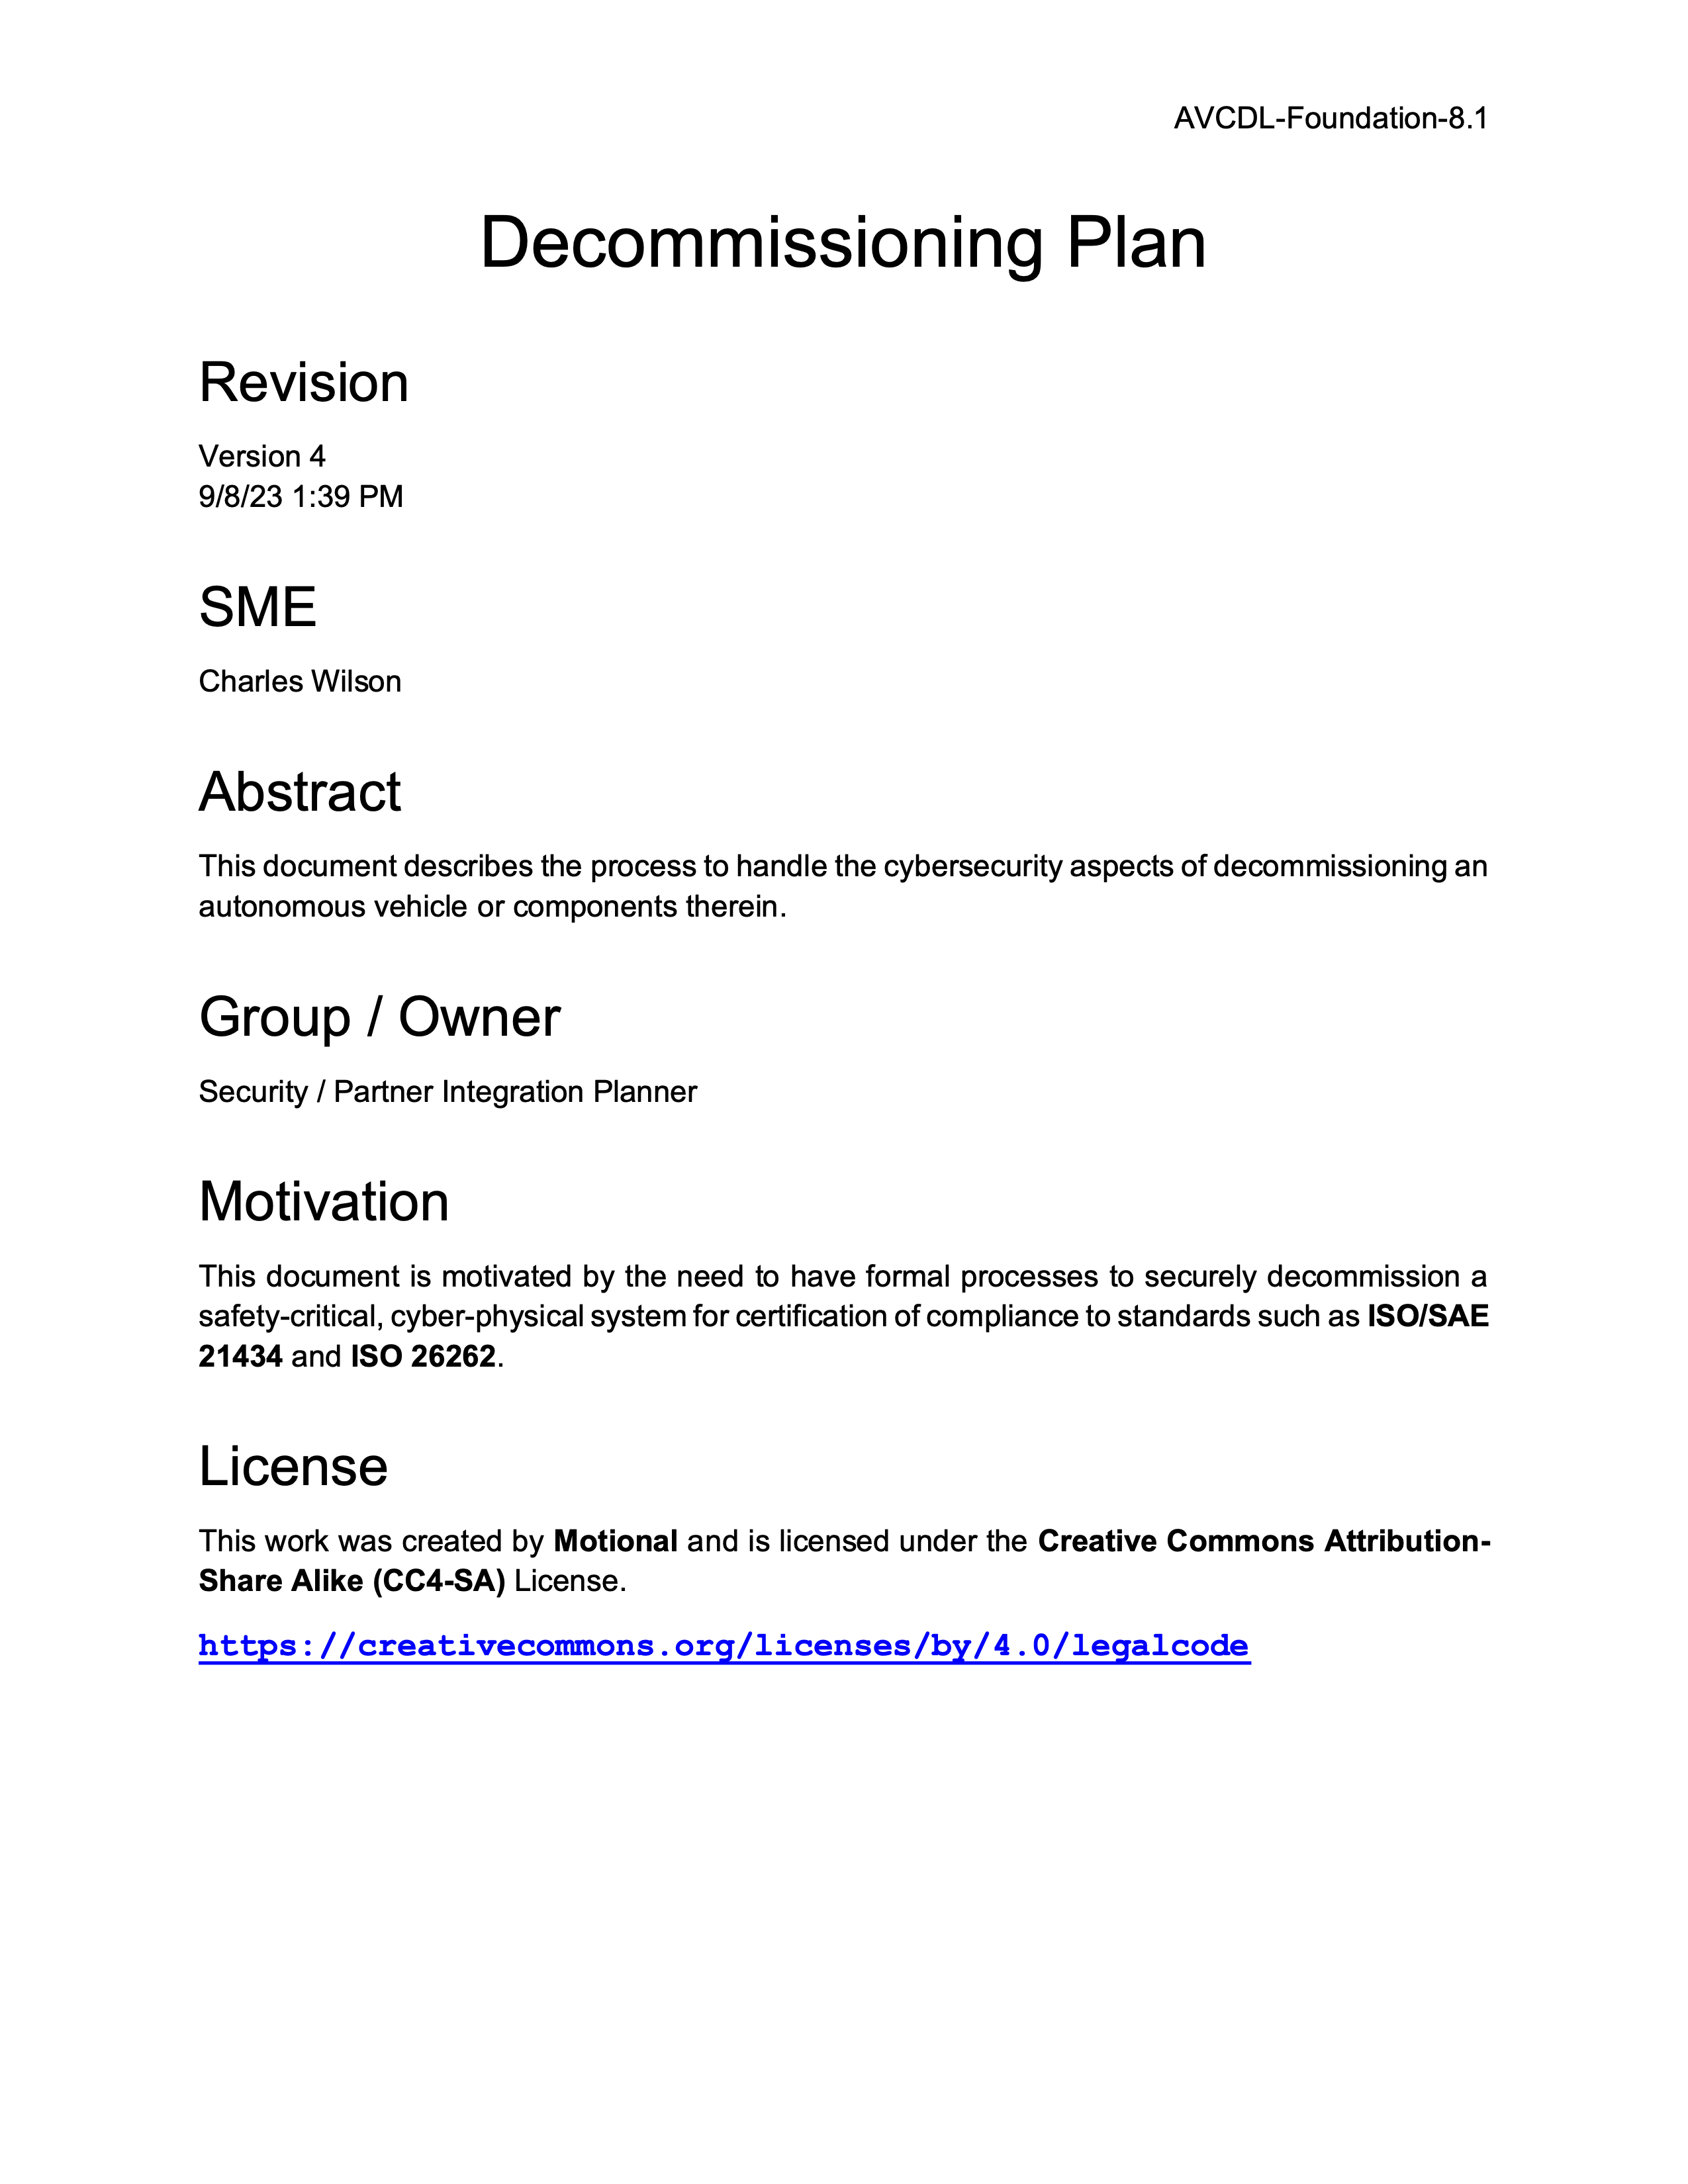 AVCDL-Foundation-8.1
Decommissioning Plan
Revision
Version 4
9/8/23 1:39 PM
SME
Charles Wilson
Abstract
This document describes the process to handle the cybersecurity aspects of decommissioning an
autonomous vehicle or components therein.
Group / Owner
Security / Partner Integration Planner
Motivation
This document is motivated by the need to have formal processes to securely decommission a
safety-critical, cyber-physical system for certification of compliance to standards such as ISO/SAE
21434 and ISO 26262.
License
This work was created by Motional and is licensed under the Creative Commons Attribution-
Share Alike (CC4-SA) License.
https://creativecommons.org/licenses/by/4.0/legalcode